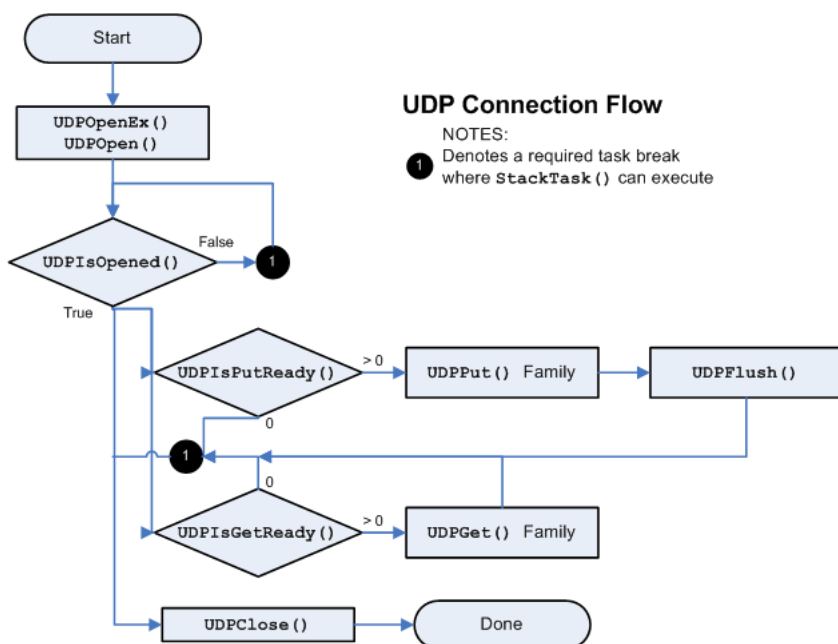 Start
UDPOpenEx()
UDPOpen()
UDP Connection Flow
NOTES:
1 Denotes a required task break
where StackTask() can execute
UDPIsOpened()
False
1
True
UDPIsPutReady()
> 0
UDPPut() Family
UDPFlush()
0
1
0
UDPIsGetReady()
> 0
UDPGet() Family
UDPClose()
Done